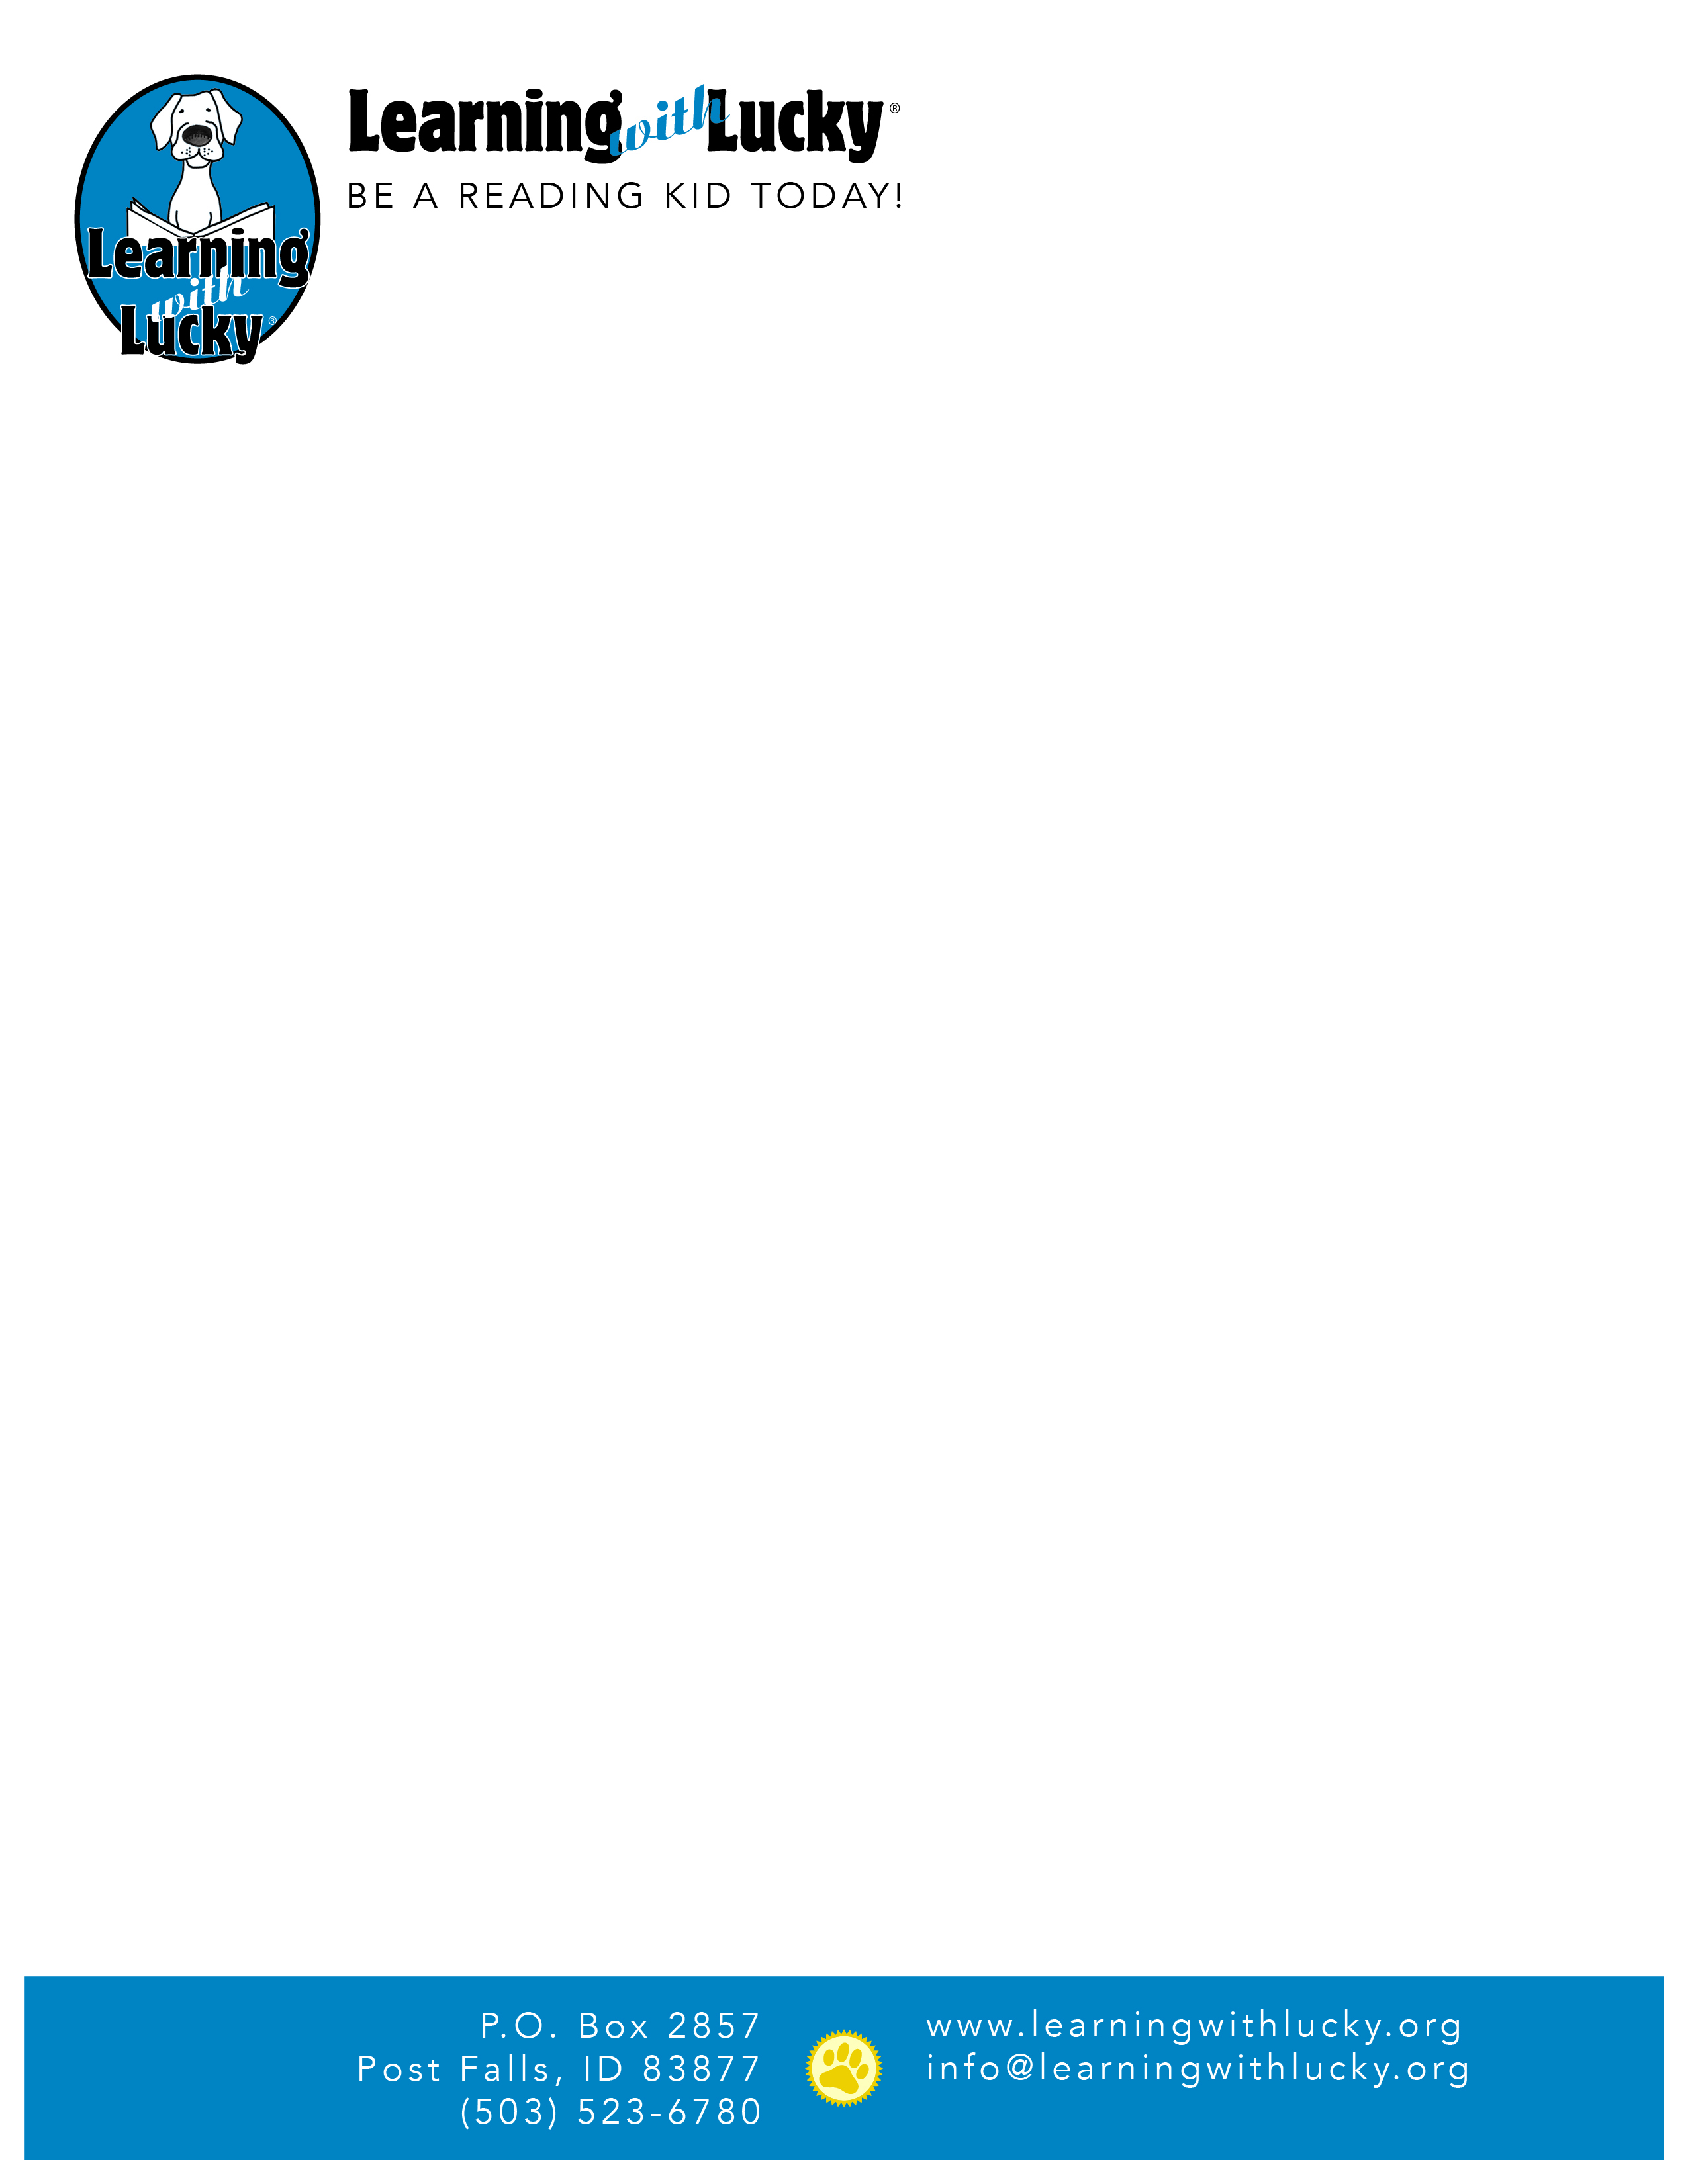 Learning
with
Lucky®
Learning with Lucky®
BE A READING KID TODAY!
P.O. Box 2857
Post Falls, ID 83877
(503) 523-6780
www.learningwithlucky.org
info@learningwithlucky.org